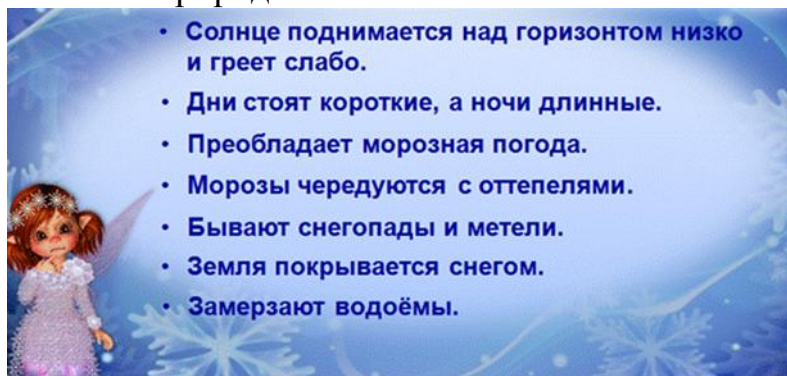 • Солнце поднимается над горизонтом низко
и греет слабо.
• Дни стоят короткие, а ночи длинные.
• Преобладает морозная погода.
• Морозы чередуются с оттепелями.
• Бывают снегопады и метели.
• Земля покрывается снегом.
• Замерзают водоёмы.